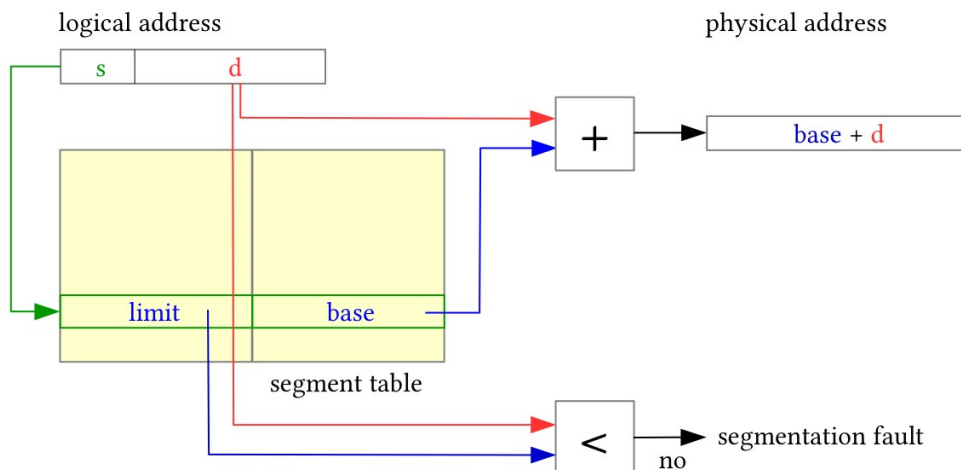 logical address
physical address
s d
+
base + d
limit base
segment table
<
segmentation fault
no